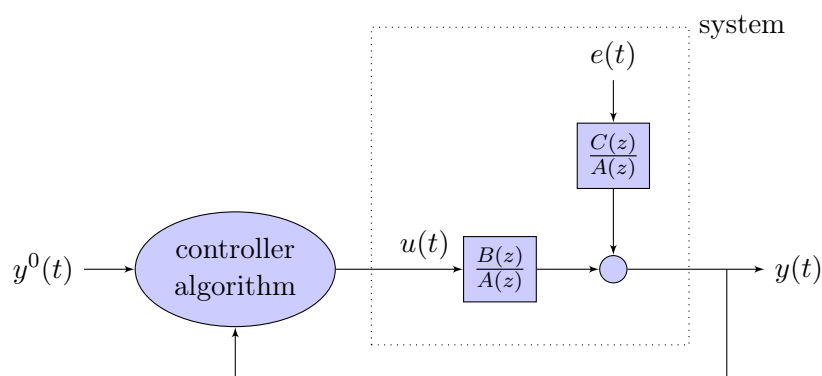 system
e(t)
C(z)
A(z)
y⁰(t)
controller
algorithm
u(t)
B(z)
A(z)
y(t)